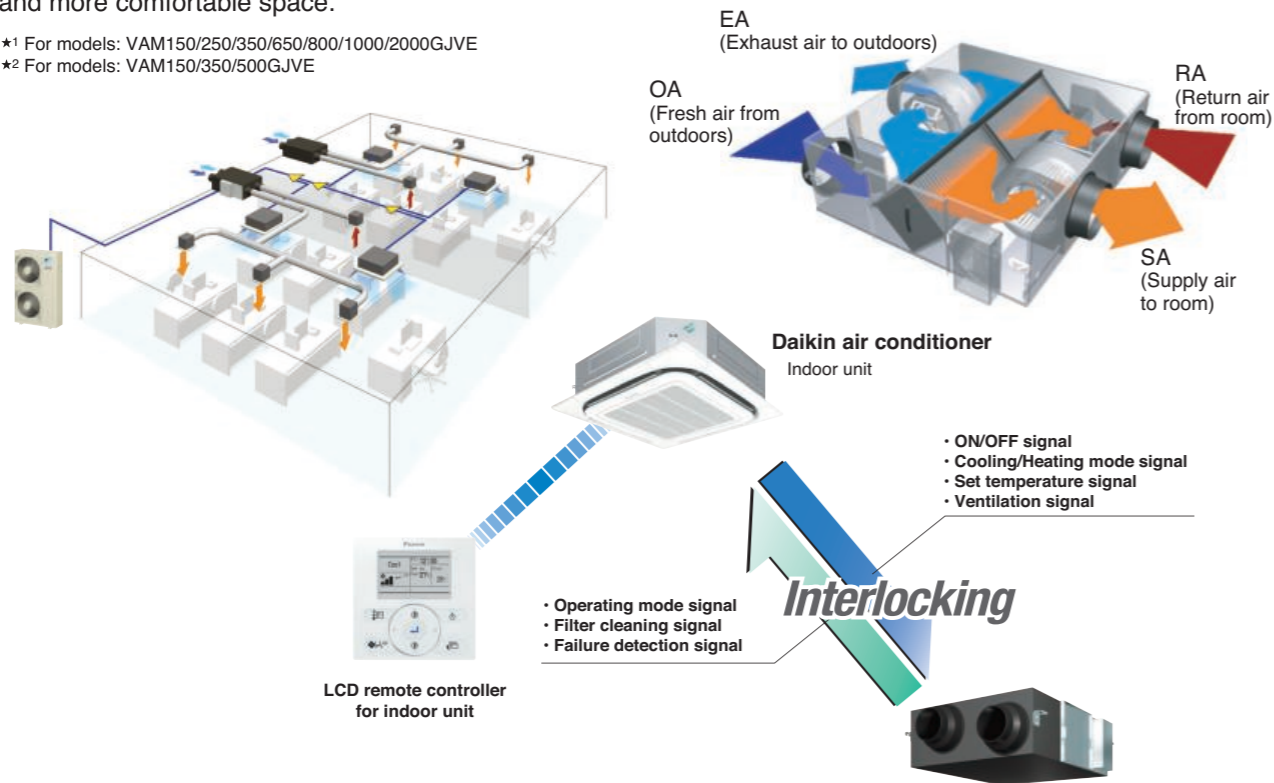 and more comfortable space.
★1 For models: VAM150/250/350/650/800/1000/2000GJVE
★2 For models: VAM150/350/500GJVE
EA
(Exhaust air to outdoors)
OA
(Fresh air from
outdoors)
RA
(Return air
from room)
SA
(Supply air
to room)
Daikin air conditioner
Indoor unit
・ON/OFF signal
・Cooling/Heating mode signal
・Set temperature signal
・Ventilation signal
Interlocking
・Operating mode signal
・Filter cleaning signal
・Failure detection signal
Cool
LCD remote controller
for indoor unit